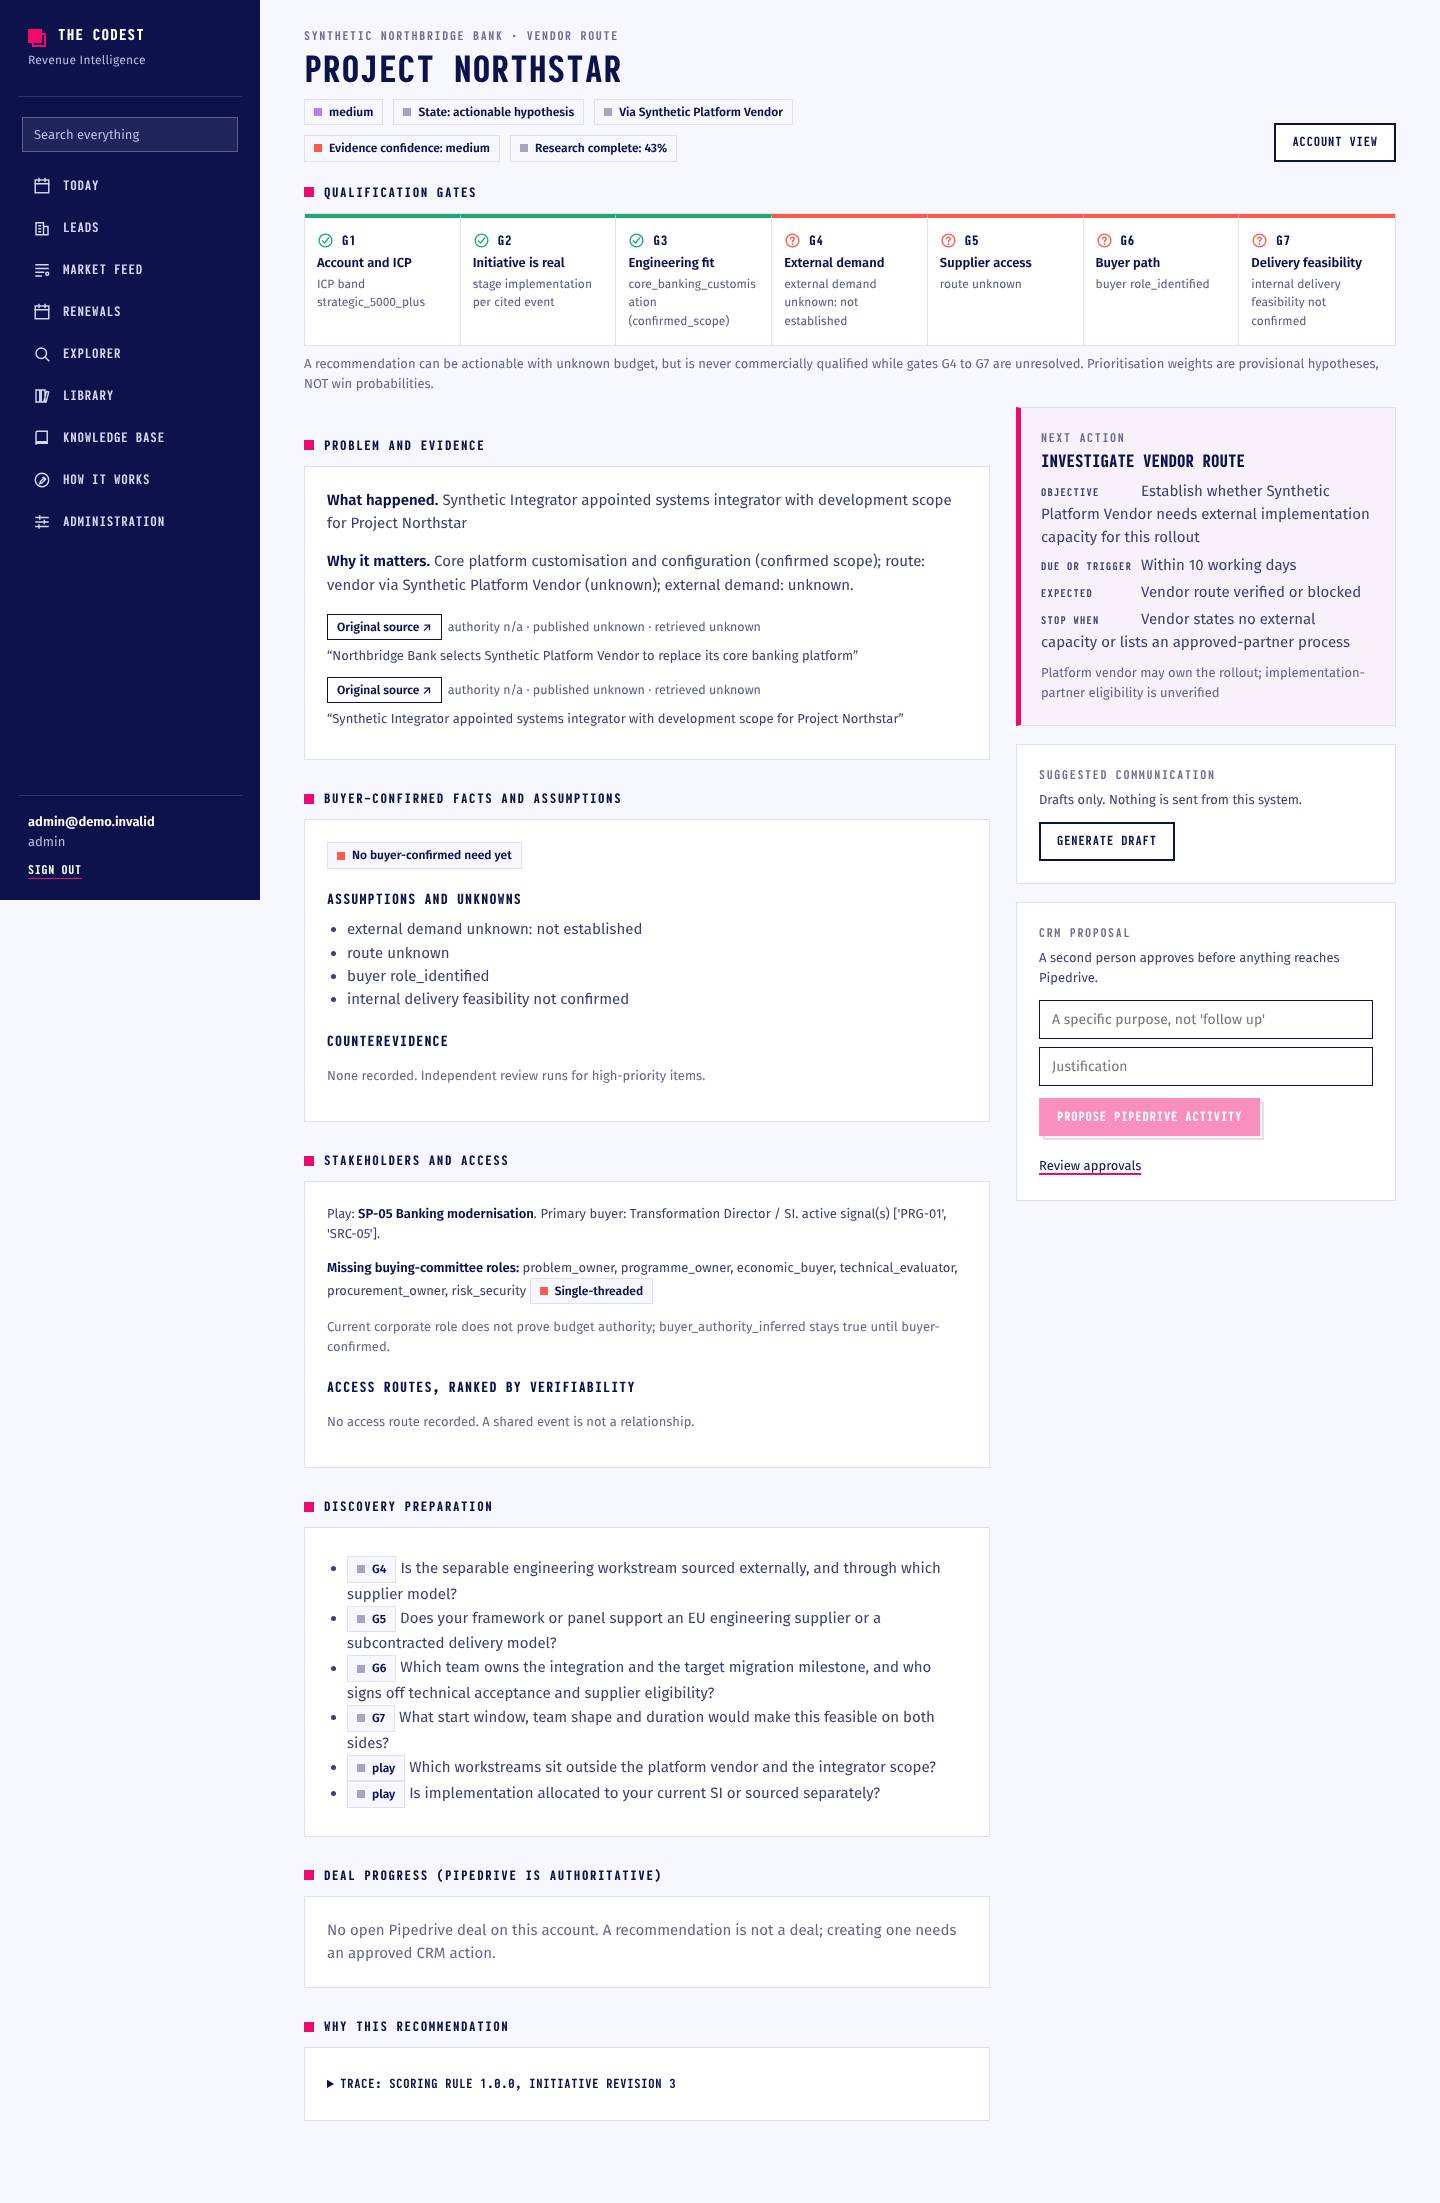 THE CODEST
Revenue Intelligence
Search everything
TODAY
LEADS
MARKET FEED
RENEWALS
EXPLORER
LIBRARY
KNOWLEDGE BASE
HOW IT WORKS
ADMINISTRATION
admin@demo.invalid
admin
SIGN OUT
SYNTHETIC NORTHBRIDGE BANK · VENDOR ROUTE
PROJECT NORTHSTAR
medium
State: actionable hypothesis
Via Synthetic Platform Vendor
Evidence confidence: medium
Research complete: 43%
ACCOUNT VIEW
QUALIFICATION GATES
G1
Account and ICP
ICP band
strategic_5000_plus
G2
Initiative is real
stage implementation
per cited event
G3
Engineering fit
core_banking_customis
ation
(confirmed_scope)
G4
External demand
external demand
unknown: not
established
G5
Supplier access
route unknown
G6
Buyer path
buyer role_identified
G7
Delivery feasibility
internal delivery
feasibility not
confirmed
A recommendation can be actionable with unknown budget, but is never commercially qualified while gates G4 to G7 are unresolved. Prioritisation weights are provisional hypotheses,
NOT win probabilities.
PROBLEM AND EVIDENCE
What happened. Synthetic Integrator appointed systems integrator with development scope
for Project Northstar
Why it matters. Core platform customisation and configuration (confirmed scope); route:
vendor via Synthetic Platform Vendor (unknown); external demand: unknown.
Original source ↗ authority n/a · published unknown · retrieved unknown
“Northbridge Bank selects Synthetic Platform Vendor to replace its core banking platform”
Original source ↗ authority n/a · published unknown · retrieved unknown
“Synthetic Integrator appointed systems integrator with development scope for Project Northstar”
BUYER-CONFIRMED FACTS AND ASSUMPTIONS
No buyer-confirmed need yet
ASSUMPTIONS AND UNKNOWNS
• external demand unknown: not established
• route unknown
• buyer role_identified
• internal delivery feasibility not confirmed
COUNTEREVIDENCE
None recorded. Independent review runs for high-priority items.
STAKEHOLDERS AND ACCESS
Play: SP-05 Banking modernisation. Primary buyer: Transformation Director / SI. active signal(s) ['PRG-01',
'SRC-05'].
Missing buying-committee roles: problem_owner, programme_owner, economic_buyer, technical_evaluator,
procurement_owner, risk_security Single-threaded
Current corporate role does not prove budget authority; buyer_authority_inferred stays true until buyer-
confirmed.
ACCESS ROUTES, RANKED BY VERIFIABILITY
No access route recorded. A shared event is not a relationship.
DISCOVERY PREPARATION
• G4 Is the separable engineering workstream sourced externally, and through which
supplier model?
• G5 Does your framework or panel support an EU engineering supplier or a
subcontracted delivery model?
• G6 Which team owns the integration and the target migration milestone, and who
signs off technical acceptance and supplier eligibility?
• G7 What start window, team shape and duration would make this feasible on both
sides?
• play Which workstreams sit outside the platform vendor and the integrator scope?
• play Is implementation allocated to your current SI or sourced separately?
DEAL PROGRESS (PIPEDRIVE IS AUTHORITATIVE)
No open Pipedrive deal on this account. A recommendation is not a deal; creating one needs
an approved CRM action.
WHY THIS RECOMMENDATION
TRACE: SCORING RULE 1.0.0, INITIATIVE REVISION 3
NEXT ACTION
INVESTIGATE VENDOR ROUTE
OBJECTIVE Establish whether Synthetic
Platform Vendor needs external implementation
capacity for this rollout
DUE OR TRIGGER Within 10 working days
EXPECTED Vendor route verified or blocked
STOP WHEN Vendor states no external
capacity or lists an approved-partner process
Platform vendor may own the rollout; implementation-
partner eligibility is unverified
SUGGESTED COMMUNICATION
Drafts only. Nothing is sent from this system.
GENERATE DRAFT
CRM PROPOSAL
A second person approves before anything reaches
Pipedrive.
A specific purpose, not 'follow up'
Justification
PROPOSE PIPEDRIVE ACTIVITY
Review approvals